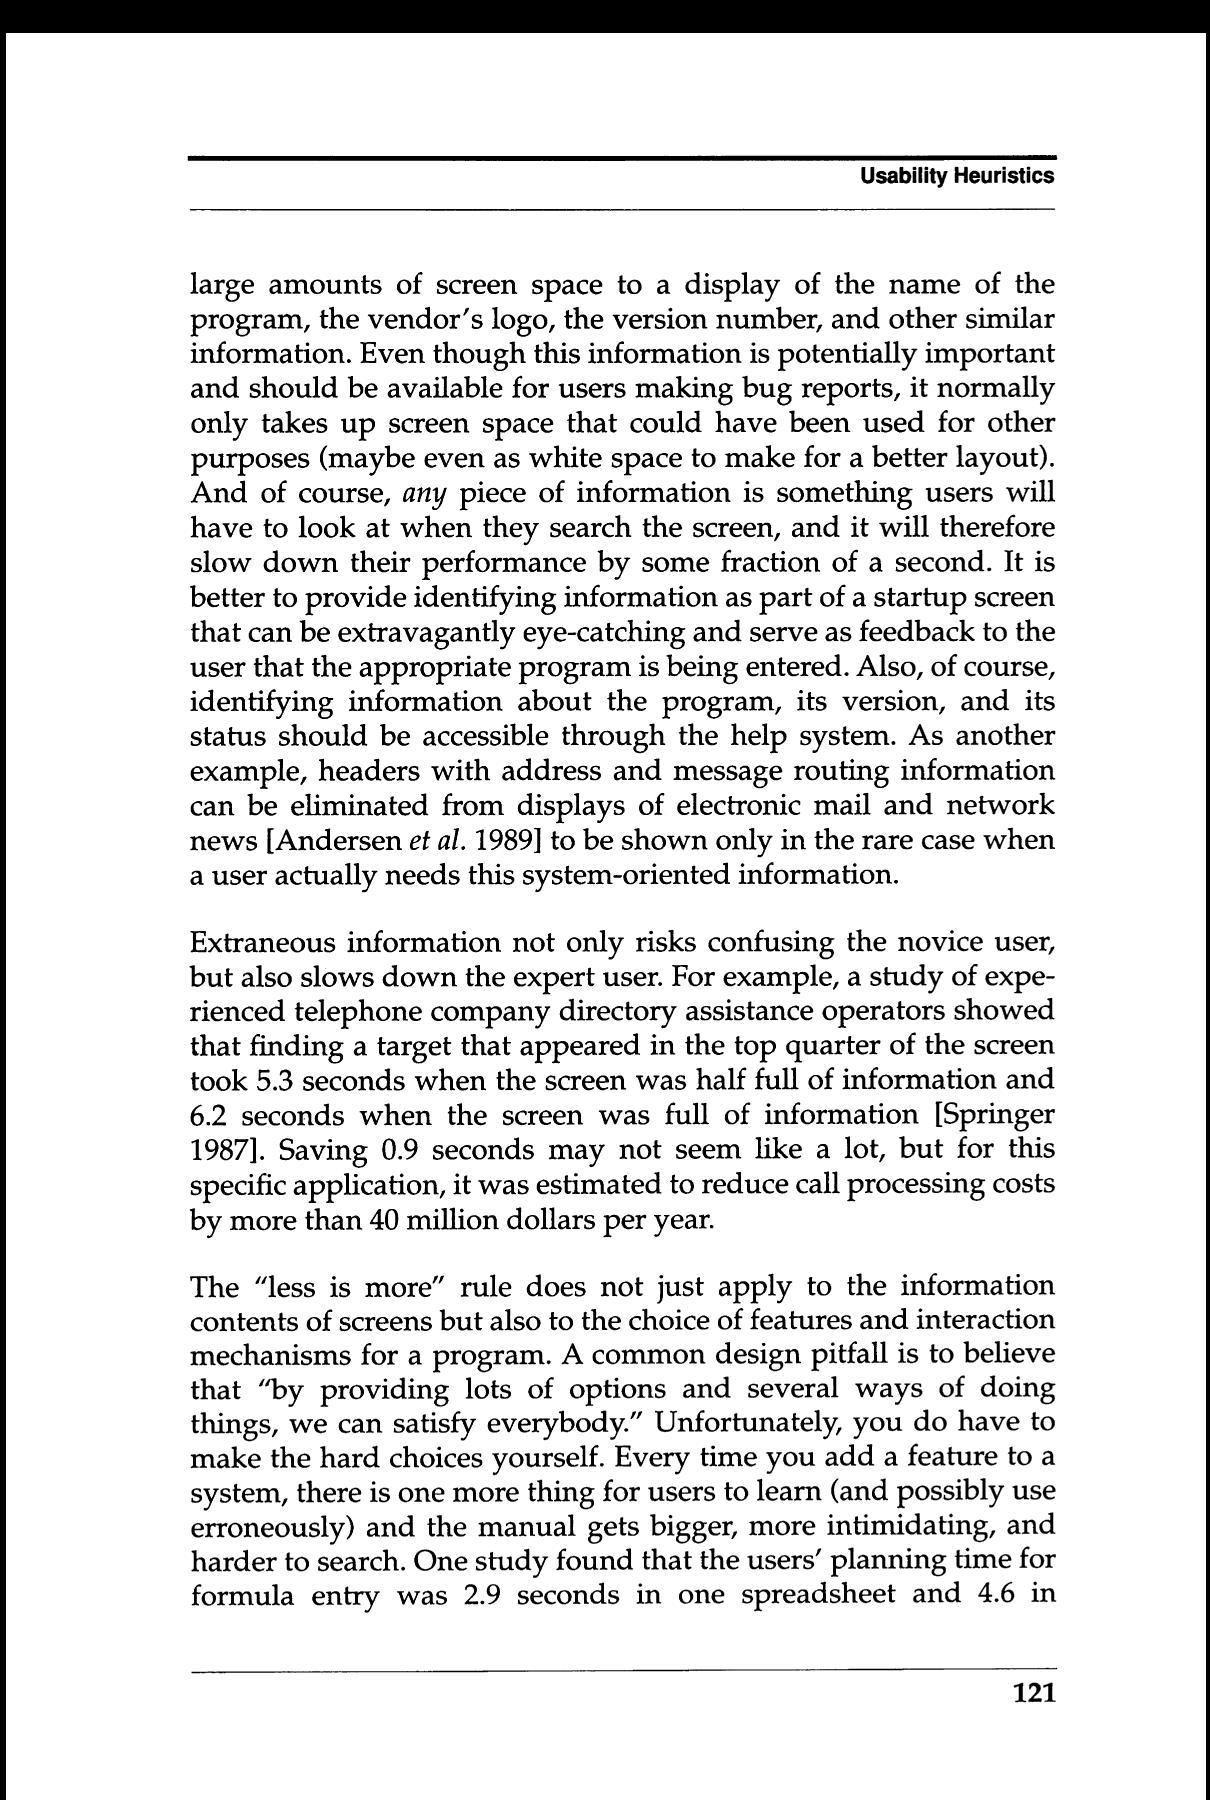 Usability Heuristics
large amounts of screen space to a display of the name of the
program, the vendor's logo, the version number, and other similar
information. Even though this information is potentially important
and should be available for users making bug reports, it normally
only takes up screen space that could have been used for other
purposes (maybe even as white space to make for a better layout).
And of course, any piece of information is something users will
have to look at when they search the screen, and it will therefore
slow down their performance by some fraction of a second. It is
better to provide identifying information as part of a startup screen
that can be extravagantly eye-catching and serve as feedback to the
user that the appropriate program is being entered. Also, of course,
identifying information about the program, its version, and its
status should be accessible through the help system. As another
example, headers with address and message routing information
can be eliminated from displays of electronic mail and network
news [Andersen et al. 1989] to be shown only in the rare case when
a user actually needs this system-oriented information.
Extraneous information not only risks confusing the novice user,
but also slows down the expert user. For example, a study of expe-
rienced telephone company directory assistance operators showed
that finding a target that appeared in the top quarter of the screen
took 5.3 seconds when the screen was half full of information and
6.2 seconds when the screen was full of information [Springer
1987]. Saving 0.9 seconds may not seem like a lot, but for this
specific application, it was estimated to reduce call processing costs
by more than 40 million dollars per year.
The "less is more" rule does not just apply to the information
contents of screens but also to the choice of features and interaction
mechanisms for a program. A common design pitfall is to believe
that "by providing lots of options and several ways of doing
things, we can satisfy everybody." Unfortunately, you do have to
make the hard choices yourself. Every time you add a feature to a
system, there is one more thing for users to learn (and possibly use
erroneously) and the manual gets bigger, more intimidating, and
harder to search. One study found that the users' planning time for
formula entry was 2.9 seconds in one spreadsheet and 4.6 in
121